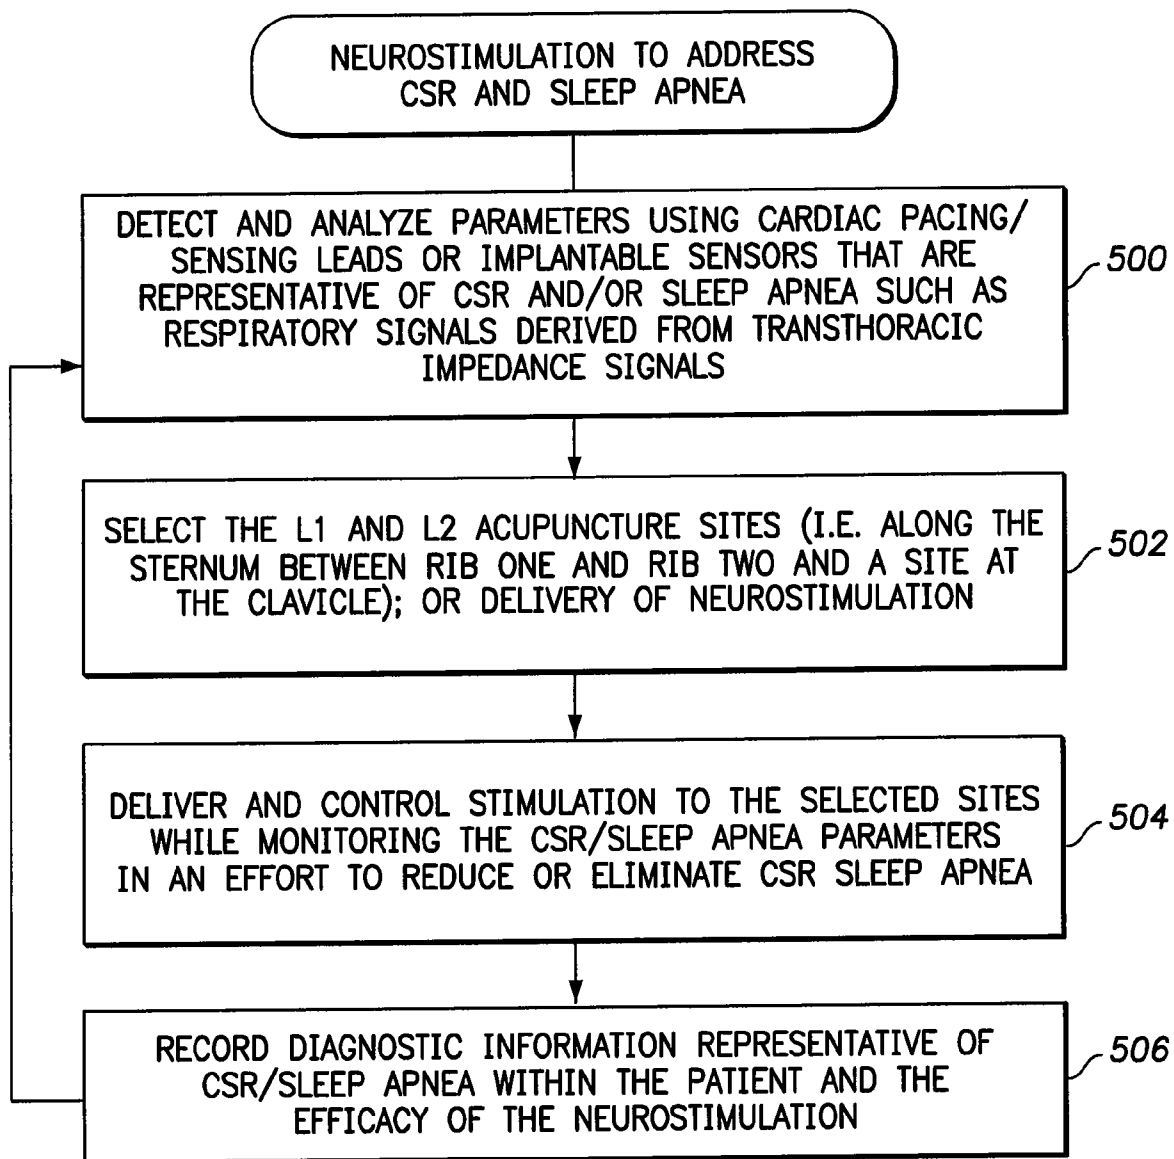 NEUROSTIMULATION TO ADDRESS
CSR AND SLEEP APNEA
DETECT AND ANALYZE PARAMETERS USING CARDIAC PACING/
SENSING LEADS OR IMPLANTABLE SENSORS THAT ARE
REPRESENTATIVE OF CSR AND/OR SLEEP APNEA SUCH AS
RESPIRATORY SIGNALS DERIVED FROM TRANSTHORACIC
IMPEDANCE SIGNALS
500
SELECT THE L1 AND L2 ACUPUNCTURE SITES (I.E. ALONG THE
STERNUM BETWEEN RIB ONE AND RIB TWO AND A SITE AT
THE CLAVICLE); OR DELIVERY OF NEUROSTIMULATION
502
DELIVER AND CONTROL STIMULATION TO THE SELECTED SITES
WHILE MONITORING THE CSR/SLEEP APNEA PARAMETERS
IN AN EFFORT TO REDUCE OR ELIMINATE CSR SLEEP APNEA
504
RECORD DIAGNOSTIC INFORMATION REPRESENTATIVE OF
CSR/SLEEP APNEA WITHIN THE PATIENT AND THE
EFFICACY OF THE NEUROSTIMULATION
506